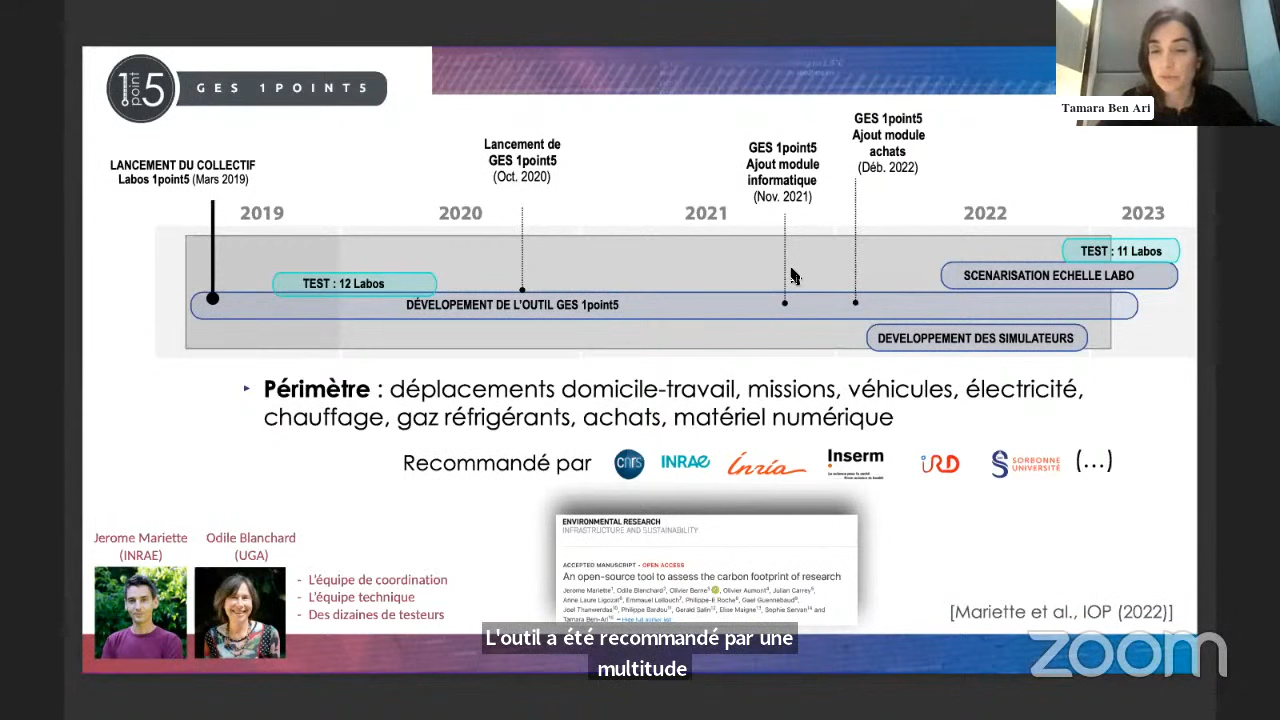 1point5
GES 1POINT5
Tamara Ben Ari
LANCEMENT DU COLLECTIF
Labos 1point5 (Mars 2019)
Lancement de
GES 1point5
(Oct. 2020)
GES 1point5
Ajout module
informatique
(Nov. 2021)
GES 1point5
Ajout module
achats
(Déb. 2022)
2019
2020
2021
2022
2023
TEST : 11 Labos
SCENARISATION ECHELLE LABO
TEST : 12 Labos
DÉVELOPEMENT DE L'OUTIL GES 1point5
DEVELOPPEMENT DES SIMULATEURS
Périmètre : déplacements domicile-travail, missions, véhicules, électricité,
chauffage, gaz réfrigérants, achats, matériel numérique
Recommandé par cnrs INRAE Inria Inserm IRD SORBONNE UNIVERSITÉ (...)
ENVIRONMENTAL RESEARCH
INFRASTRUCTURE AND SUSTAINABILITY
ACCEPTED MANUSCRIPT • OPEN ACCESS
An open-source tool to assess the carbon footprint of research
Jerome Mariette
(INRAE)
Odile Blanchard
(UGA)
- L'équipe de coordination
- L'équipe technique
- Des dizaines de testeurs
[Mariette et al., IOP (2022)]
L'outil a été recommandé par une
multitude
zoom